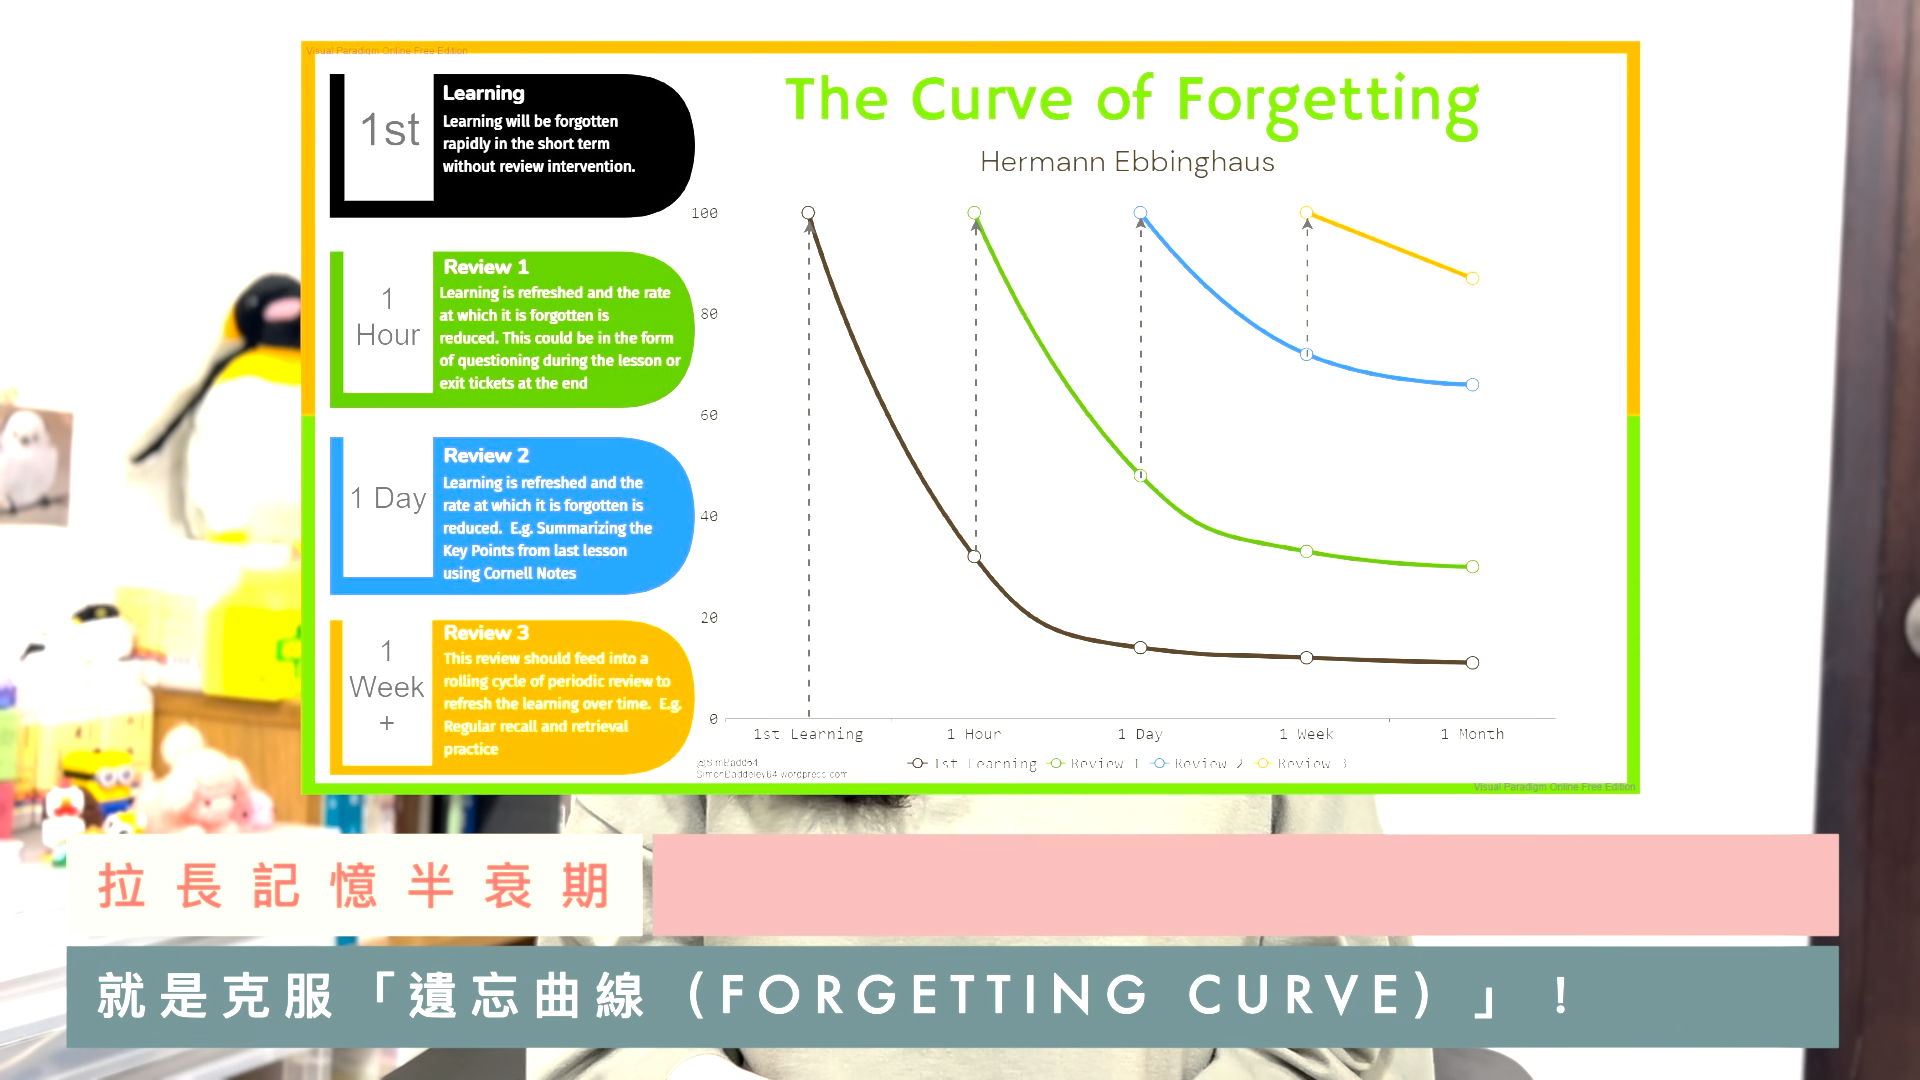 Visual Paradigm Online Free Edition
The Curve of Forgetting
Hermann Ebbinghaus
1st
Learning
Learning will be forgotten
rapidly in the short term
without review intervention.
1
Hour
Review 1
Learning is refreshed and the rate
at which it is forgotten is
reduced. This could be in the form
of questioning during the lesson or
exit tickets at the end
1 Day
Review 2
Learning is refreshed and the
rate at which it is forgotten is
reduced. E.g. Summarizing the
Key Points from last lesson
using Cornell Notes
1
Week
+
Review 3
This review should feed into a
rolling cycle of periodic review to
refresh the learning over time. E.g.
Regular recall and retrieval
practice
100
80
60
40
20
0
1st Learning 1 Hour 1 Day 1 Week 1 Month
1st Learning Review 1 Review 2 Review 3
Visual Paradigm Online Free Edition
拉長記憶半衰期
就是克服「遺忘曲線 (FORGETTING CURVE) 」!